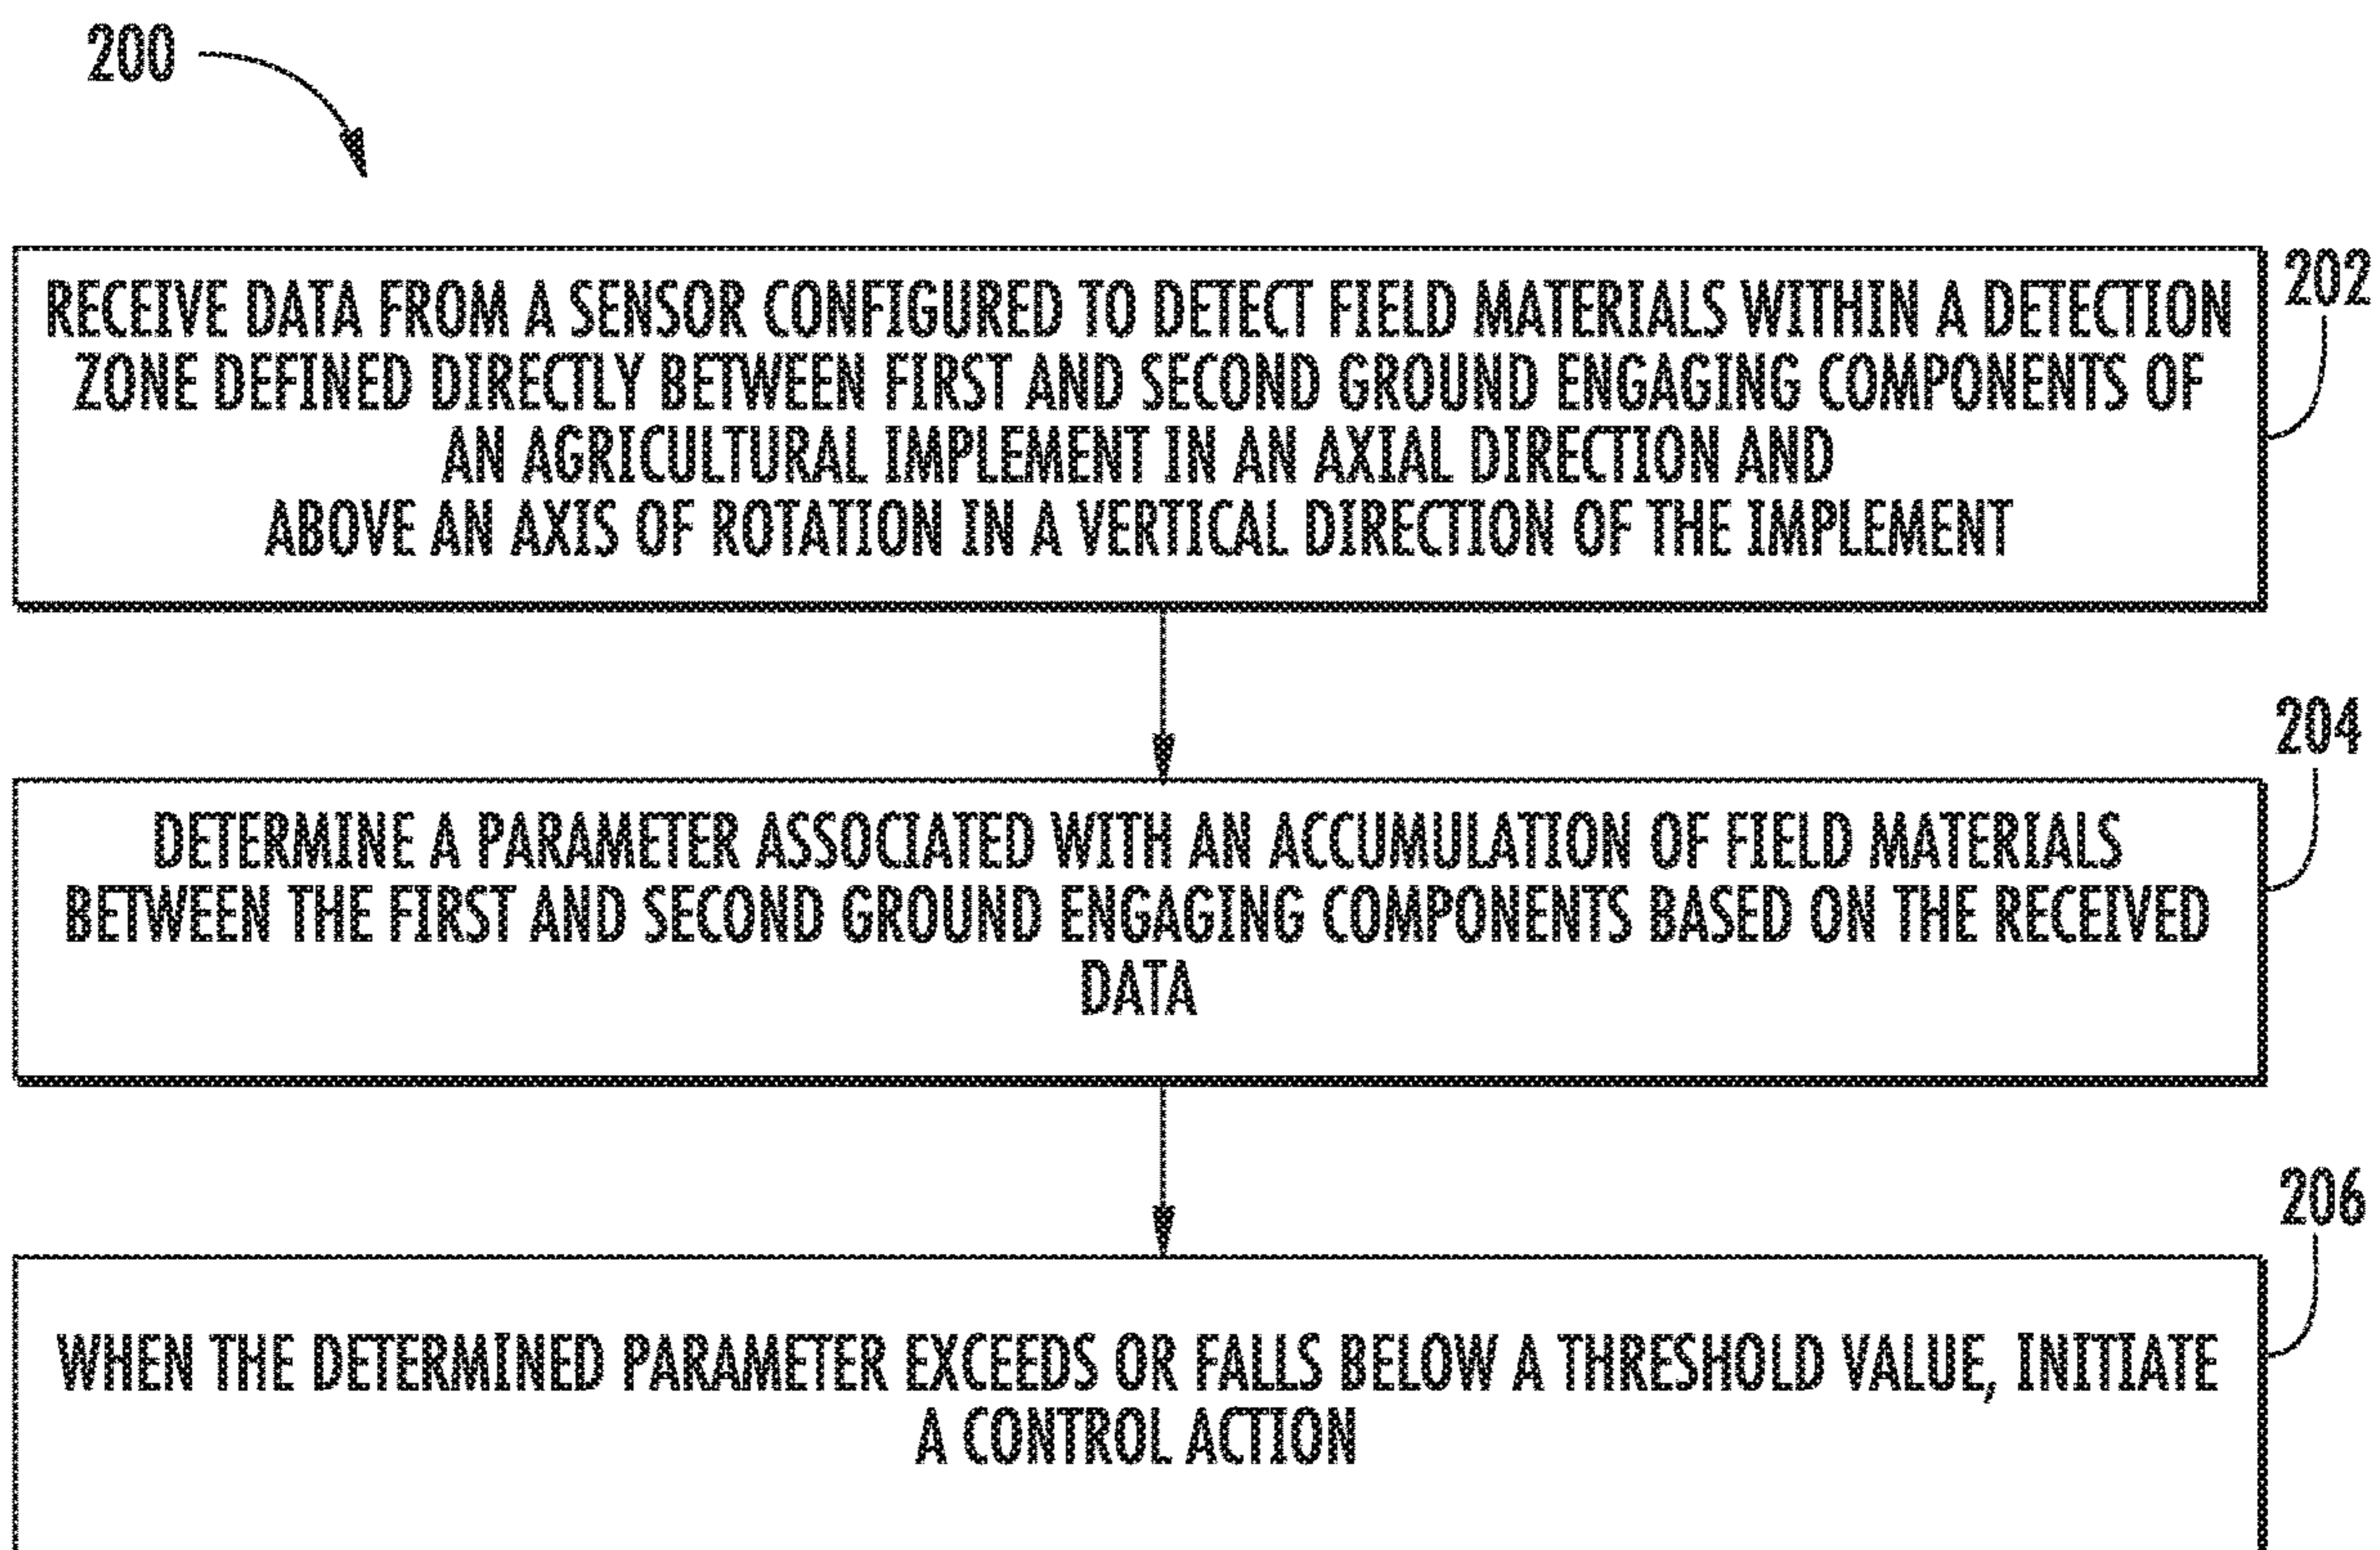 200
RECEIVE DATA FROM A SENSOR CONFIGURED TO DETECT FIELD MATERIALS WITHIN A DETECTION
ZONE DEFINED DIRECTLY BETWEEN FIRST AND SECOND GROUND ENGAGING COMPONENTS OF
AN AGRICULTURAL IMPLEMENT IN AN AXIAL DIRECTION AND
ABOVE AN AXIS OF ROTATION IN A VERTICAL DIRECTION OF THE IMPLEMENT
202
DETERMINE A PARAMETER ASSOCIATED WITH AN ACCUMULATION OF FIELD MATERIALS
BETWEEN THE FIRST AND SECOND GROUND ENGAGING COMPONENTS BASED ON THE RECEIVED
DATA
204
WHEN THE DETERMINED PARAMETER EXCEEDS OR FALLS BELOW A THRESHOLD VALUE, INITIATE
A CONTROL ACTION
206